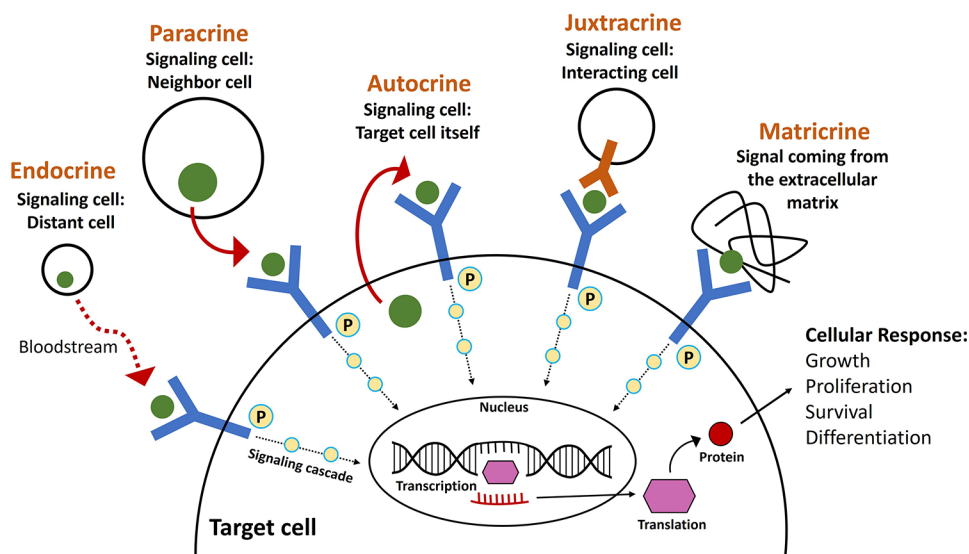 Paracrine
Signaling cell:
Neighbor cell
Juxtracrine
Signaling cell:
Interacting cell
Autocrine
Signaling cell:
Target cell itself
Matricrine
Signal coming from
the extracellular
matrix
Endocrine
Signaling cell:
Distant cell
Bloodstream
P
P
P
P
P
Signaling cascade
Nucleus
Transcription
Translation
Protein
Cellular Response:
Growth
Proliferation
Survival
Differentiation
Target cell